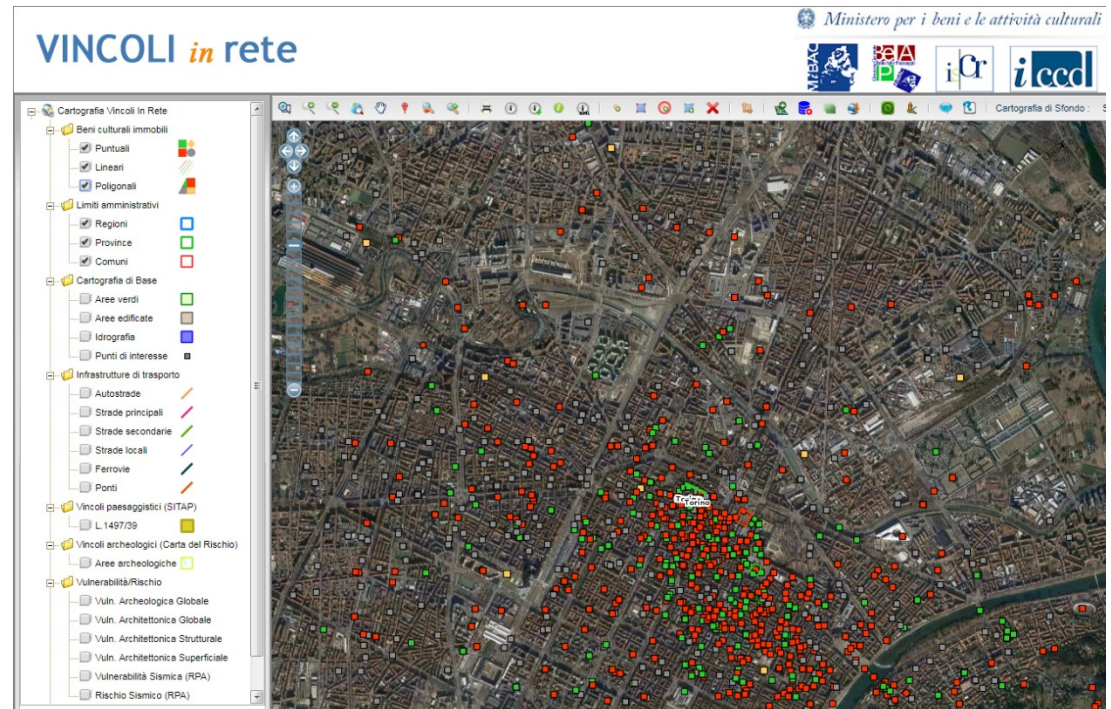 Ministero per i beni e le attività culturali
VINCOLI in rete
MiBAC
BeAP
isCr
iccd
Cartografia Vincoli In Rete
Cartografia di Sfondo :
Beni culturali immobili
Puntuali
Lineari
Poligonali
Limiti amministrativi
Regioni
Province
Comuni
Cartografia di Base
Aree verdi
Aree edificate
Idrografia
Punti di interesse
Infrastrutture di trasporto
Autostrade
Strade principali
Strade secondarie
Strade locali
Ferrovie
Ponti
Vincoli paesaggistici (SITAP)
L.1497/39
Vincoli archeologici (Carta del Rischio)
Aree archeologiche
Vulnerabilità/Rischio
Vuln. Archeologica Globale
Vuln. Architettonica Globale
Vuln. Architettonica Strutturale
Vuln. Architettonica Superficiale
Vulnerabilità Sismica (RPA)
Rischio Sismico (RPA)
Torino